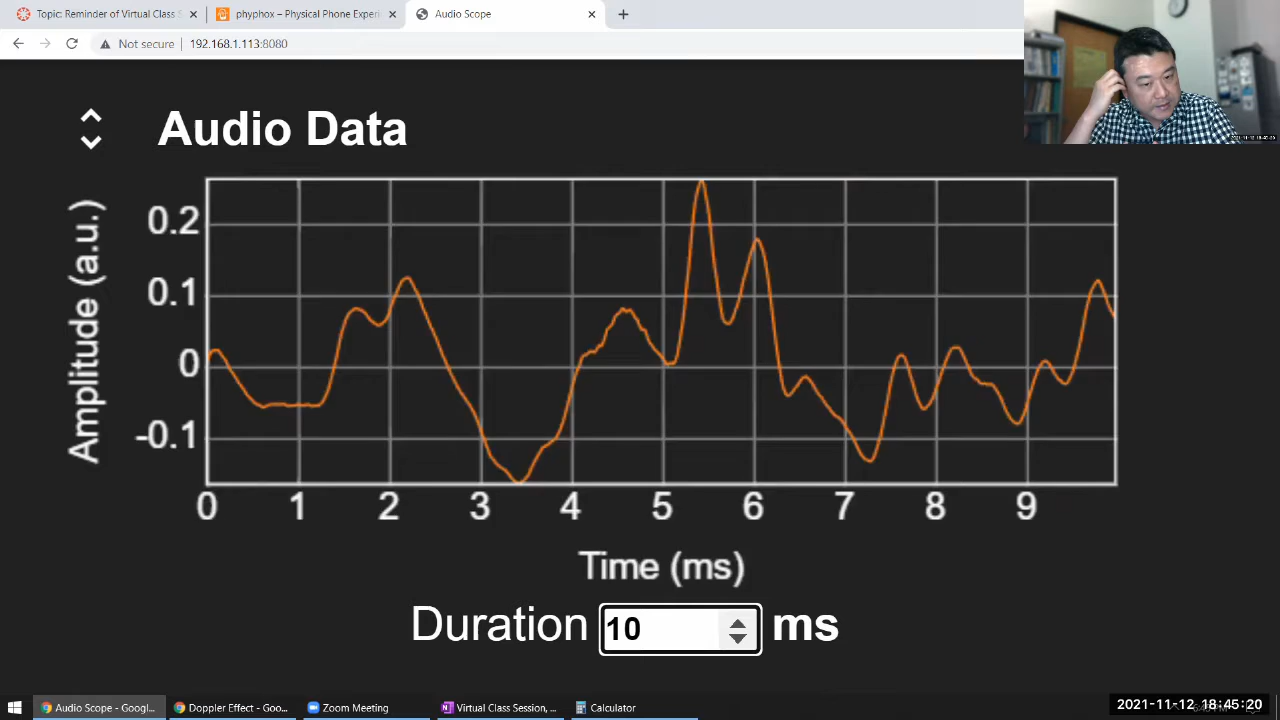 Topic: Reminder of Virtual Class S
phyphox – Physical Phone Experi
Audio Scope
Not secure
192.168.1.113:8080
Audio Data
Amplitude (a.u.)
0.2
0.1
0
-0.1
0 1 2 3 4 5 6 7 8 9
Time (ms)
Duration 10 ms
Audio Scope - Googl...
Doppler Effect - Goo...
Zoom Meeting
Virtual Class Session, ...
Calculator
2021-11-12 18:45:20